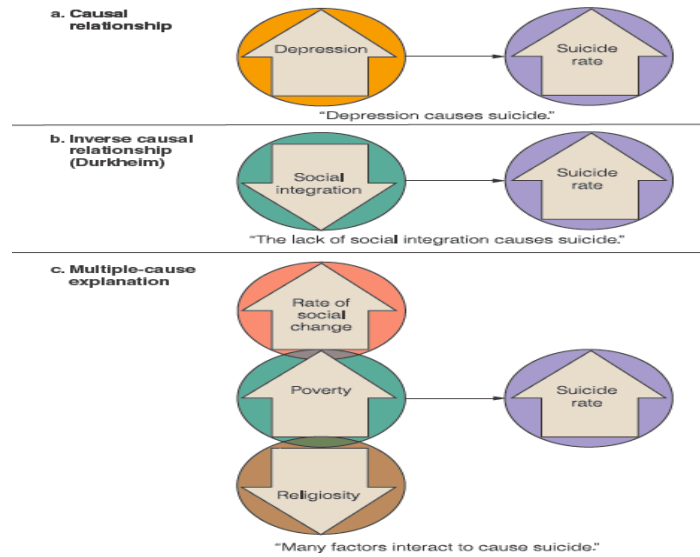 a. Causal
relationship
Depression
Suicide
rate
"Depression causes suicide."
b. Inverse causal
relationship
(Durkheim)
Social
integration
Suicide
rate
"The lack of social integration causes suicide."
c. Multiple-cause
explanation
Rate of
social
change
Poverty
Suicide
rate
Religiosity
"Many factors interact to cause suicide."